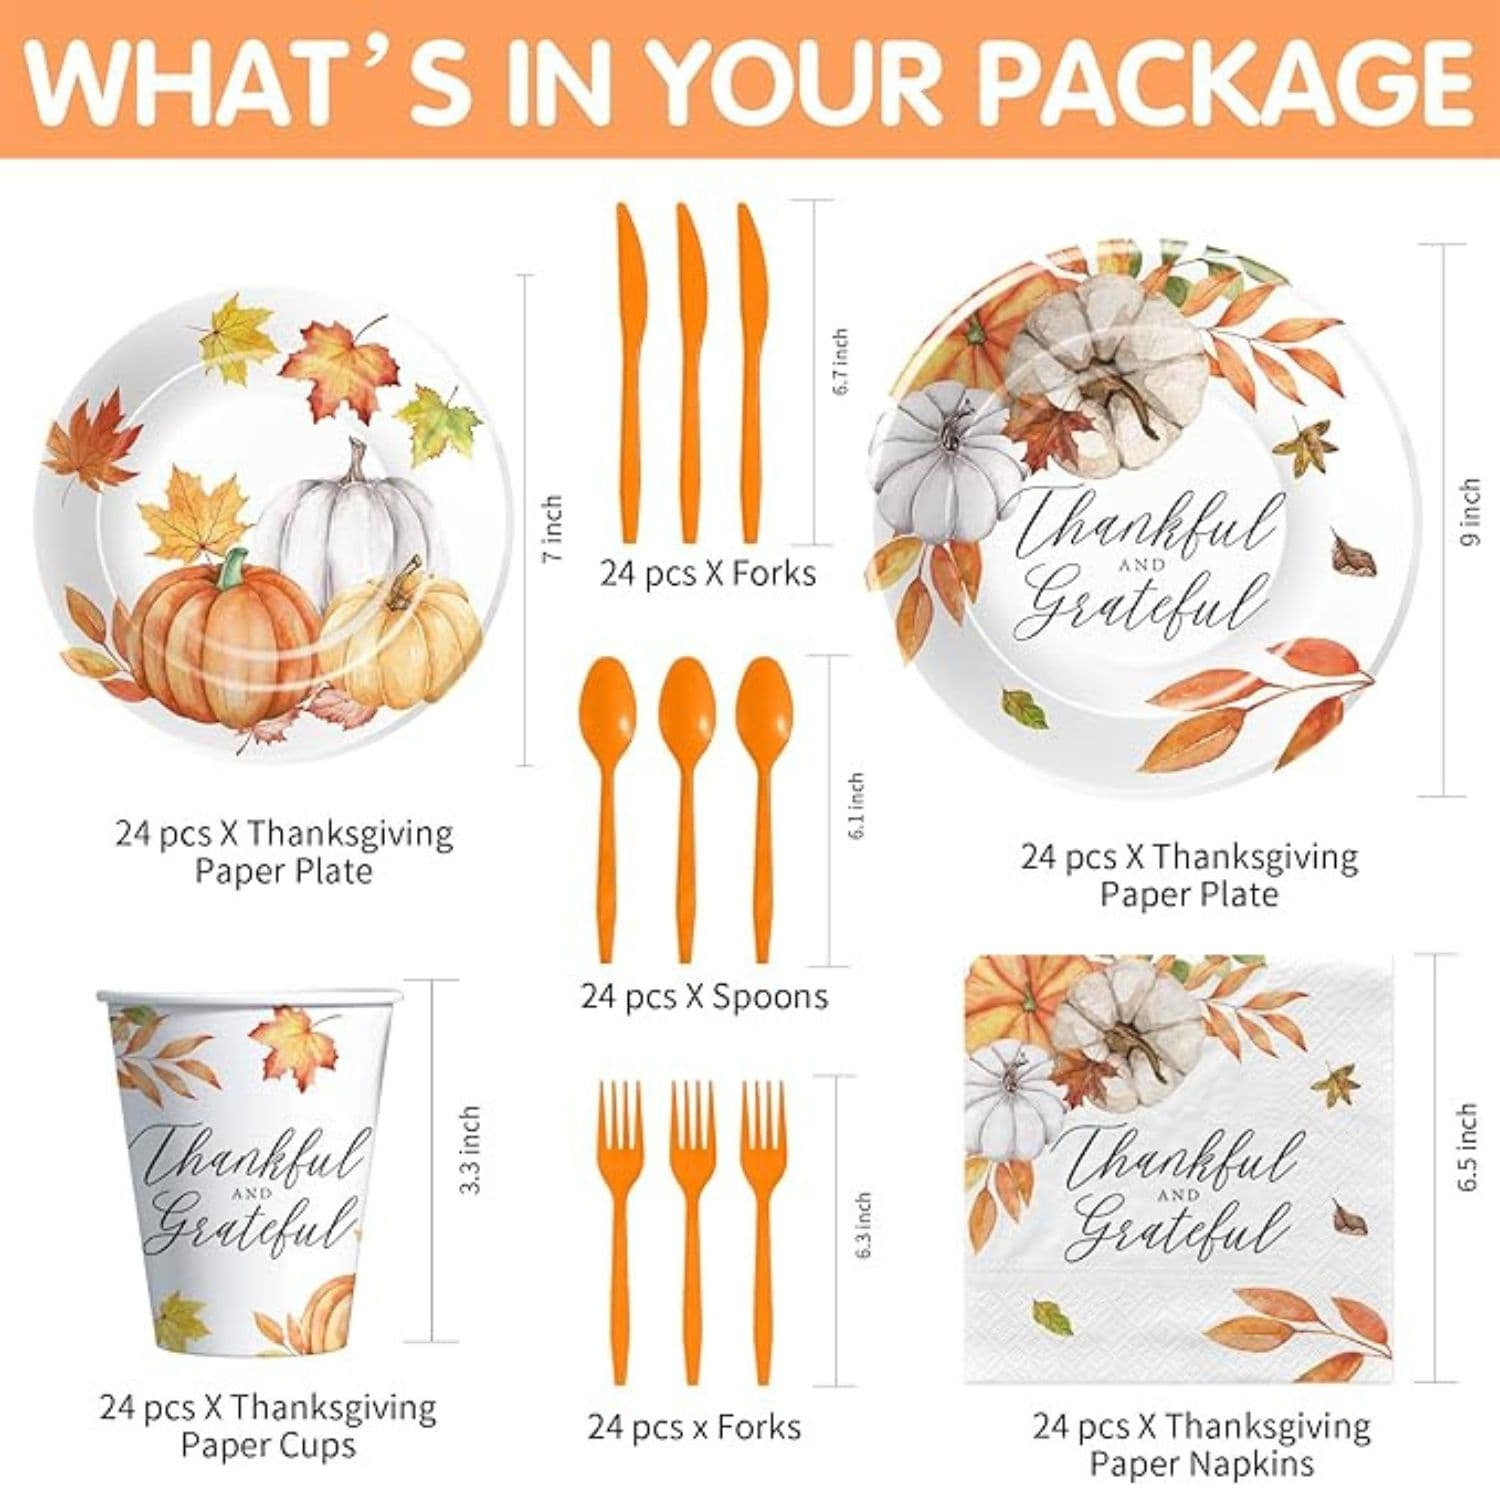 WHAT'S IN YOUR PACKAGE
7 inch
24 pcs X Thanksgiving
Paper Plate
6.7 inch
24 pcs X Forks
Thankful
AND
Grateful
9 inch
24 pcs X Thanksgiving
Paper Plate
6.1 inch
24 pcs X Spoons
Thankful
AND
Grateful
3.3 inch
24 pcs X Thanksgiving
Paper Cups
6.3 inch
24 pcs x Forks
Thankful
AND
Grateful
6.5 inch
24 pcs X Thanksgiving
Paper Napkins